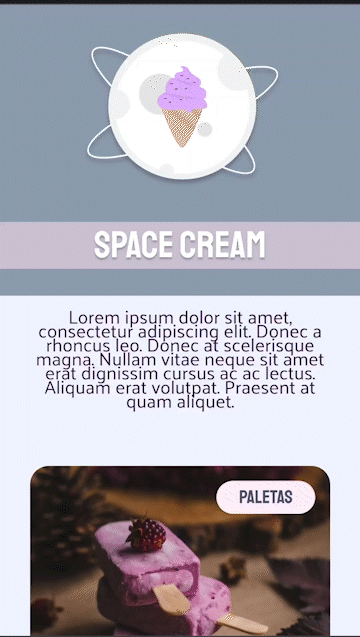 SPACE CREAM
Lorem ipsum dolor sit amet,
consectetur adipiscing elit. Donec a
rhoncus leo. Donec at scelerisque
magna. Nullam vitae neque sit amet
erat dignissim cursus ac ac lectus.
Aliquam erat volutpat. Praesent at
quam aliquet.
PALETAS